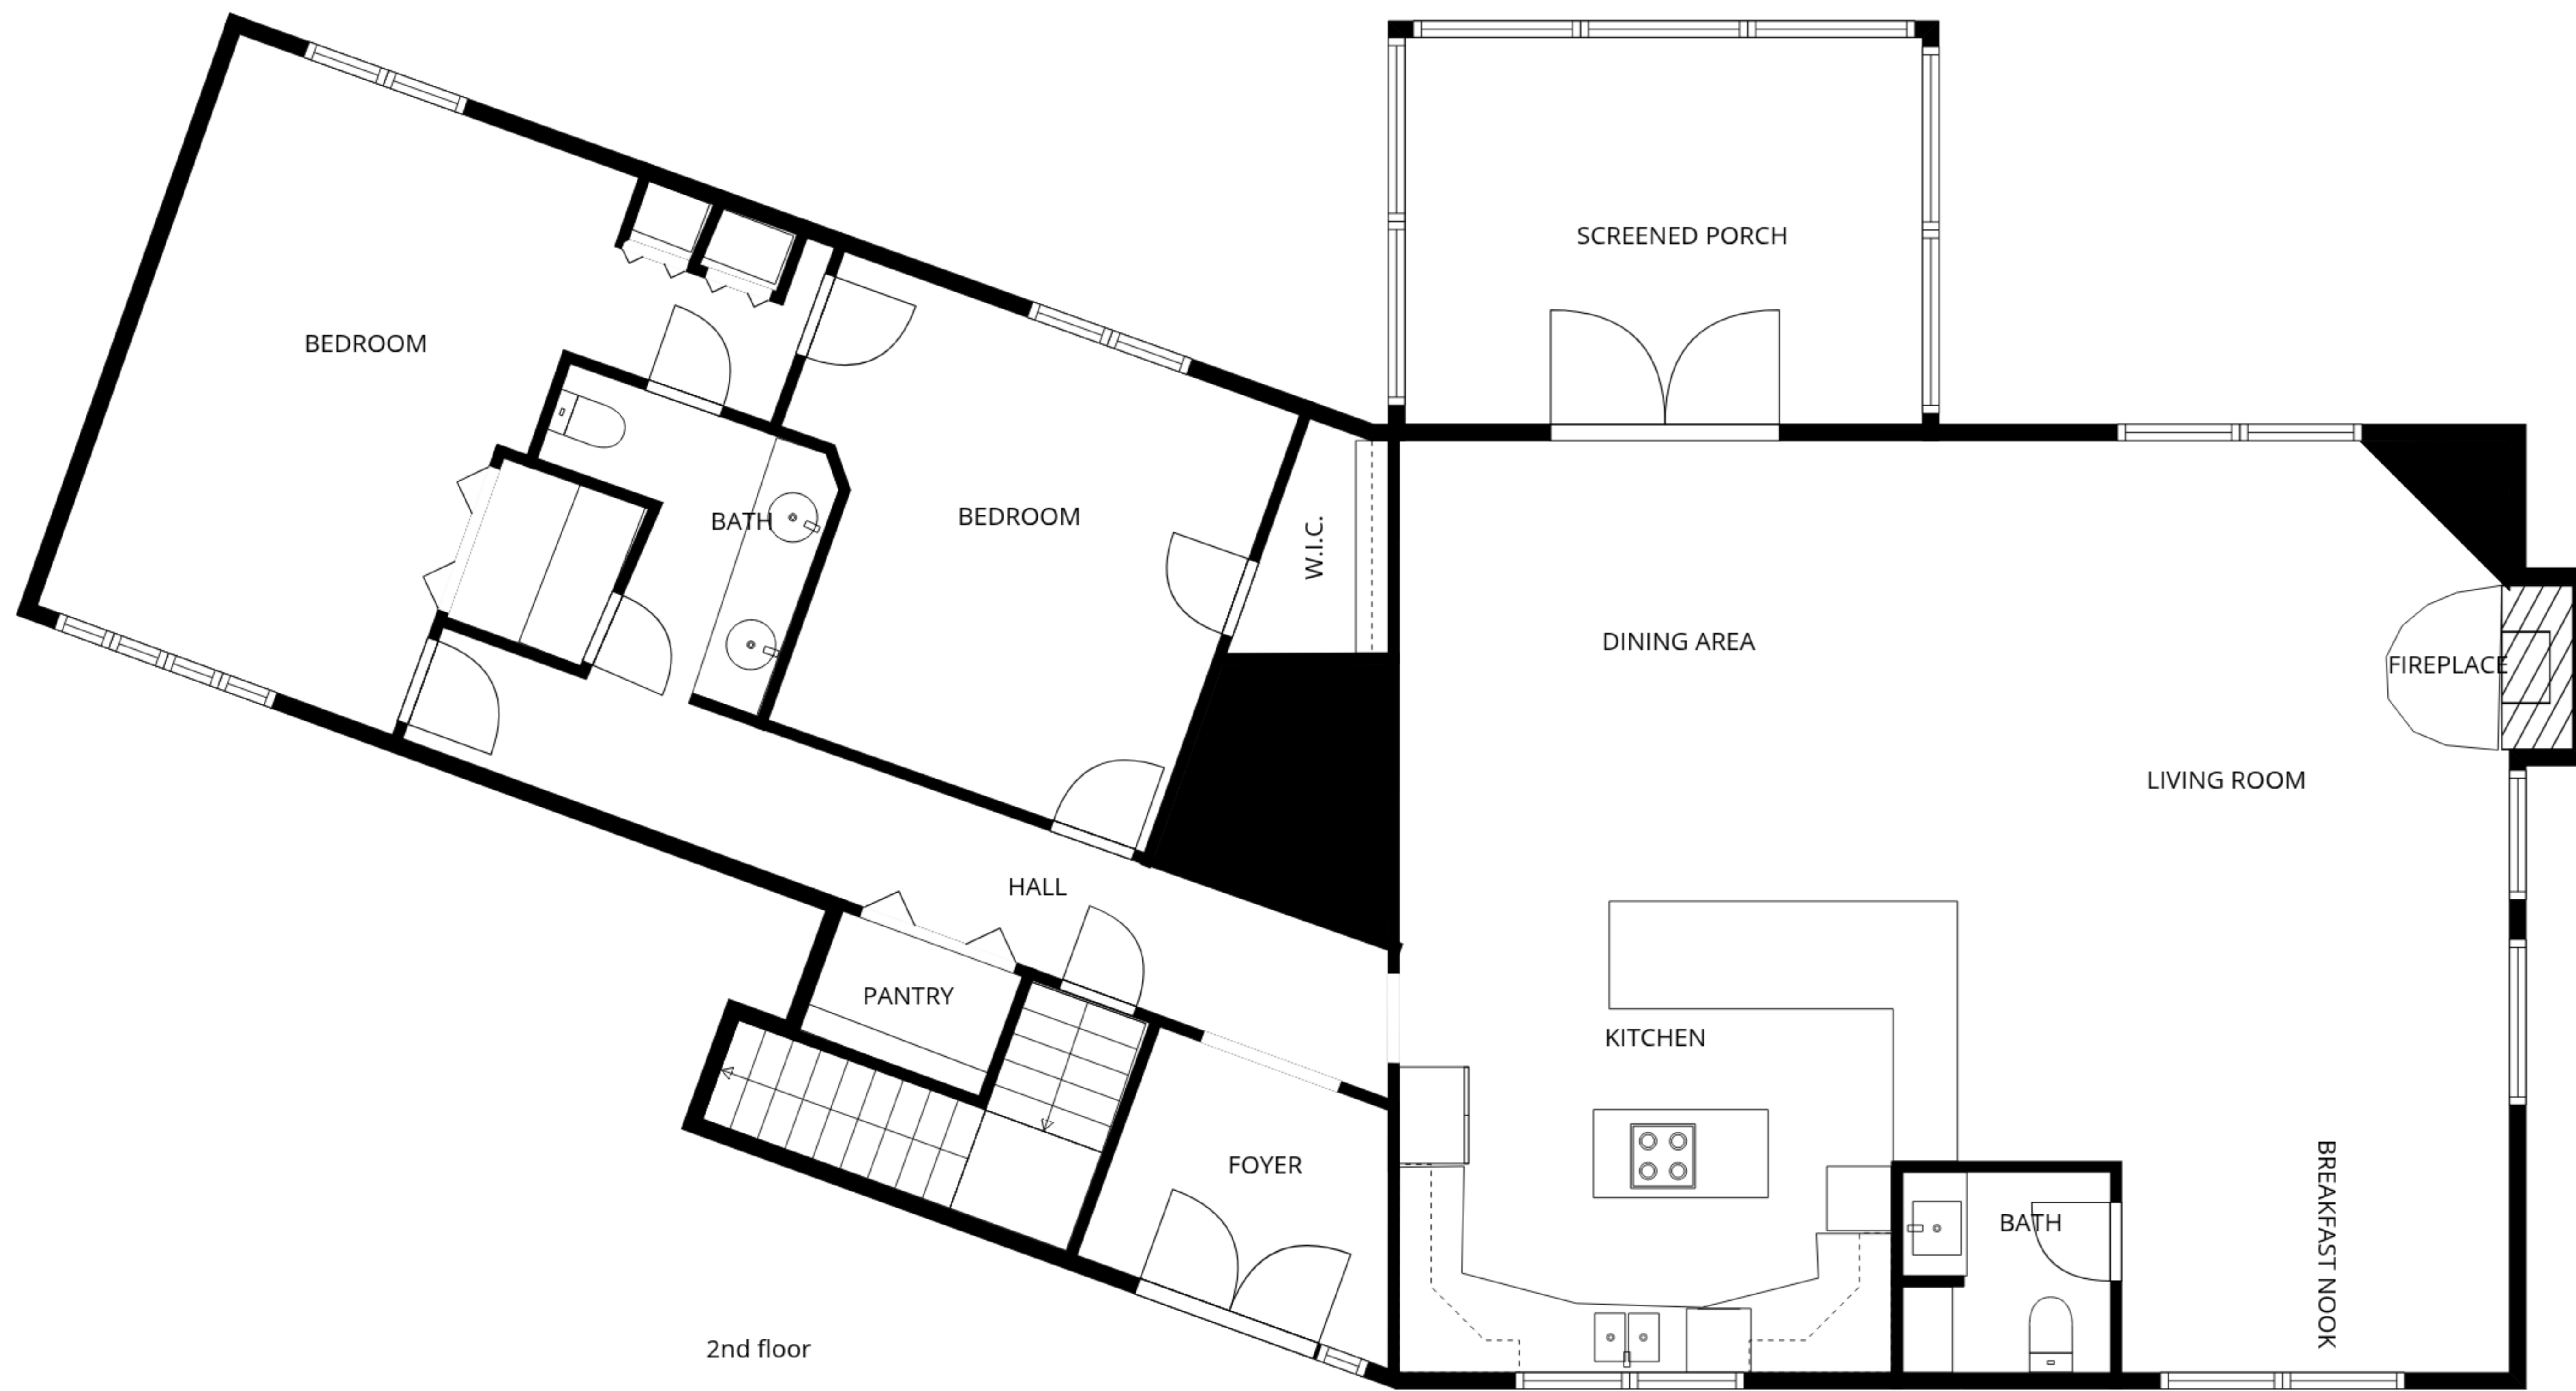 SCREENED PORCH
BEDROOM
BATH
BEDROOM
W.I.C.
DINING AREA
FIREPLACE
LIVING ROOM
HALL
PANTRY
KITCHEN
FOYER
BATH
BREAKFAST NOOK
2nd floor